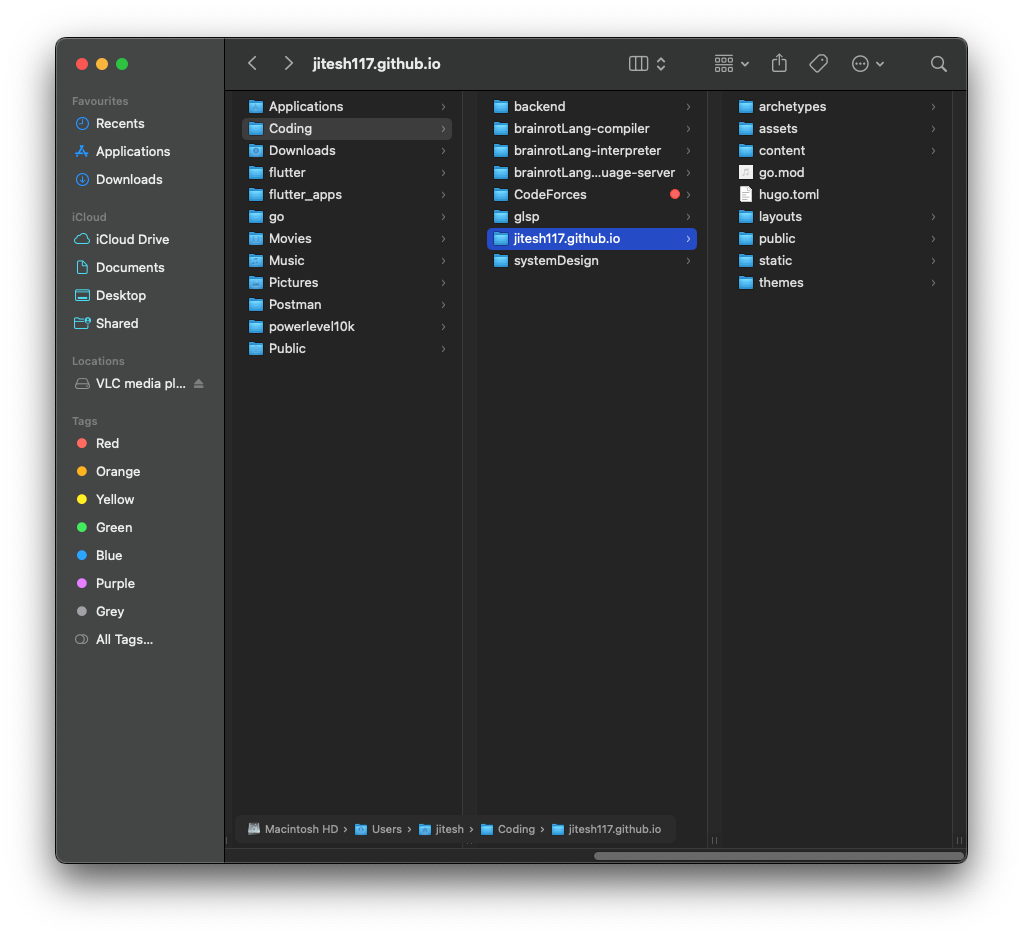 jitesh117.github.io
Favourites
Recents
Applications
Downloads
iCloud
iCloud Drive
Documents
Desktop
Shared
Locations
VLC media pl...
Tags
Red
Orange
Yellow
Green
Blue
Purple
Grey
All Tags...
Applications
Coding
Downloads
flutter
flutter_apps
go
Movies
Music
Pictures
Postman
powerlevel10k
Public
backend
brainrotLang-compiler
brainrotLang-interpreter
brainrotLang...uage-server
CodeForces
glsp
jitesh117.github.io
systemDesign
archetypes
assets
content
go.mod
hugo.toml
layouts
public
static
themes
Macintosh HD › Users › jitesh › Coding › jitesh117.github.io